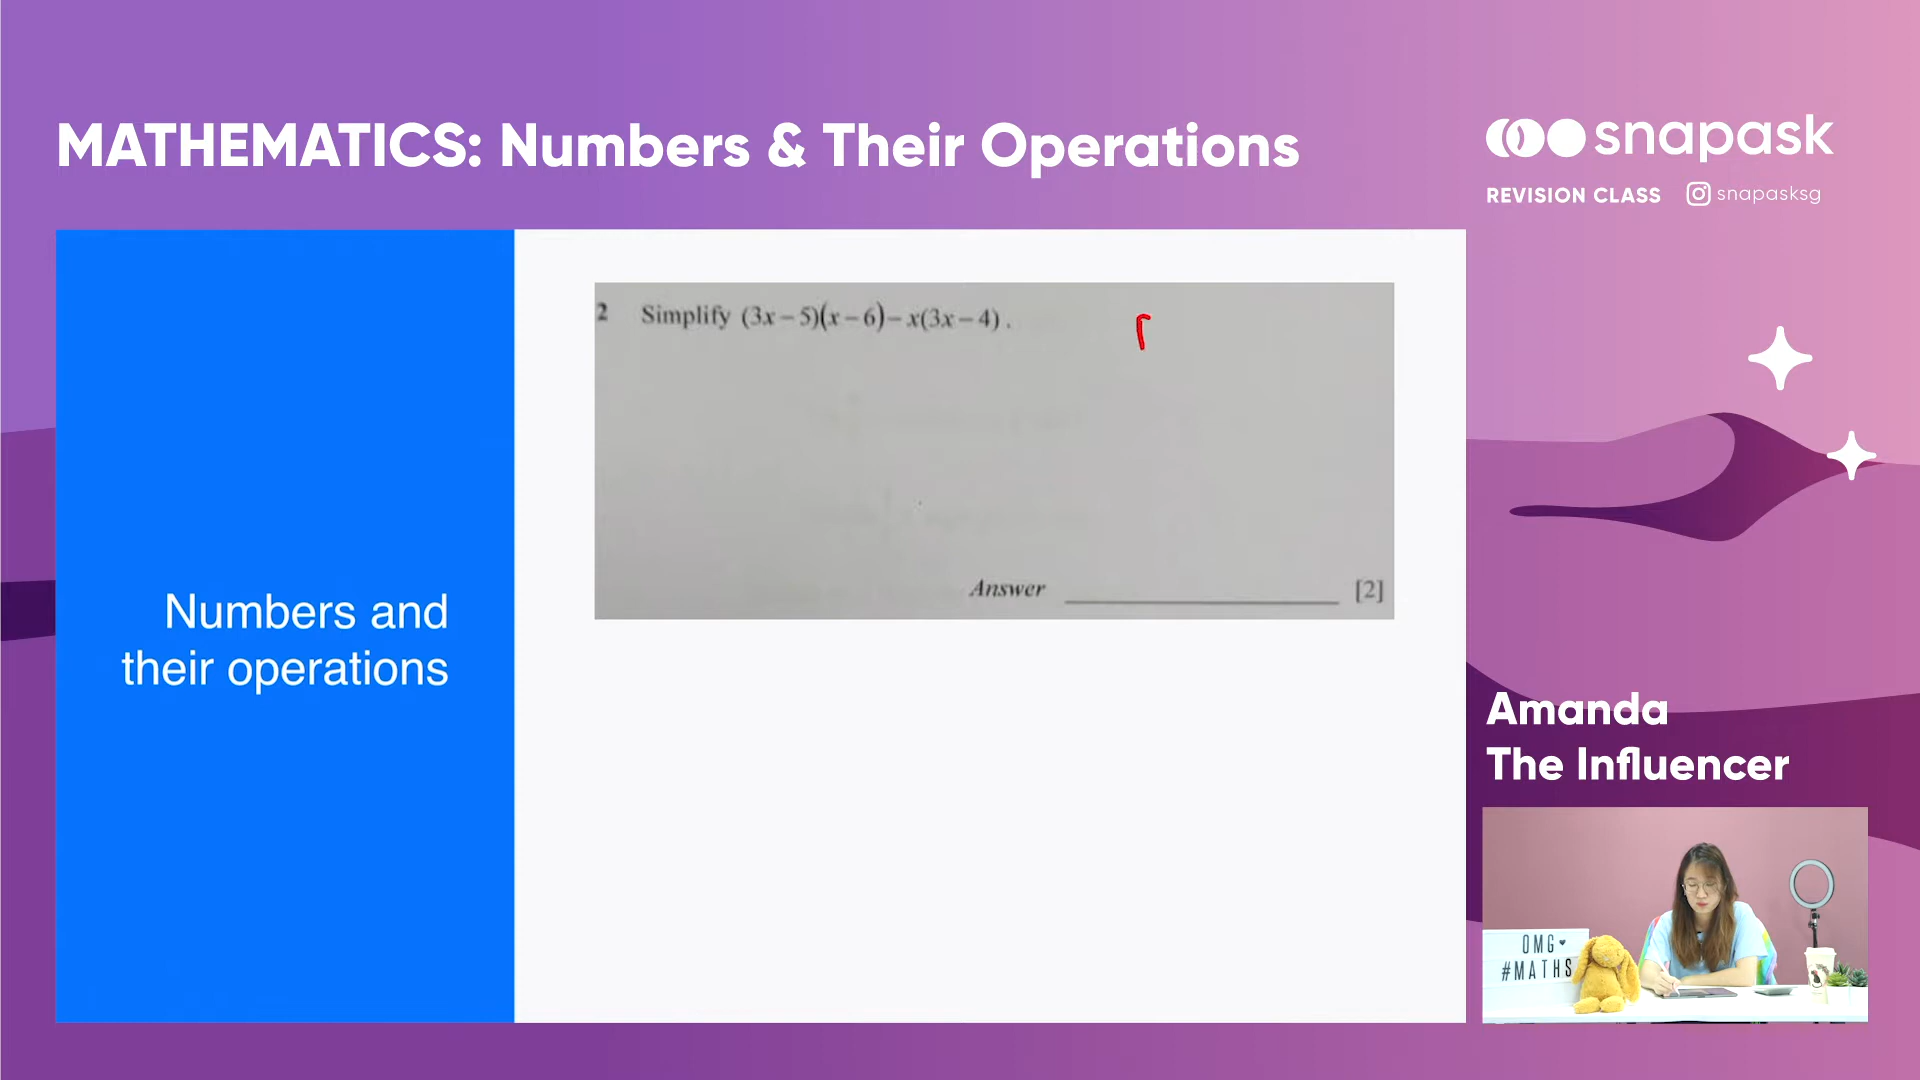 MATHEMATICS: Numbers & Their Operations
snapask
REVISION CLASS snapasksg
Numbers and
their operations
2 Simplify (3x – 5)(x – 6) – x(3x – 4) .
Answer ____________________ [2]
Amanda
The Influencer
OMG♥
#MATHS